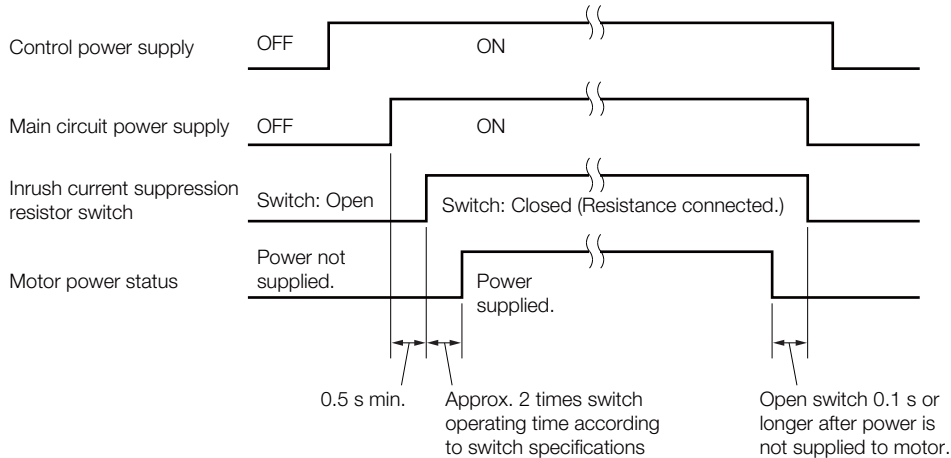 Control power supply
OFF
ON
Main circuit power supply
OFF
ON
Inrush current suppression
resistor switch
Switch: Open
Switch: Closed (Resistance connected.)
Motor power status
Power not
supplied.
Power
supplied.
0.5 s min.
Approx. 2 times switch
operating time according
to switch specifications
Open switch 0.1 s or
longer after power is
not supplied to motor.